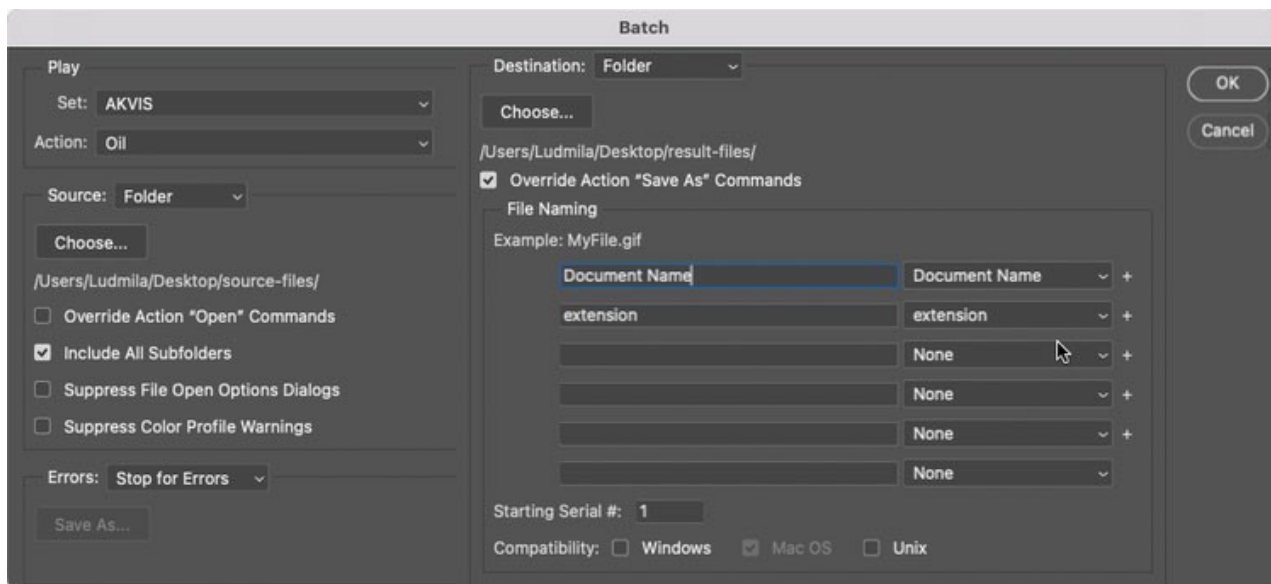 Batch
Play
Set: AKVIS
Action: Oil
Source: Folder
Choose...
/Users/Ludmila/Desktop/source-files/
Override Action "Open" Commands
Include All Subfolders
Suppress File Open Options Dialogs
Suppress Color Profile Warnings
Errors: Stop for Errors
Save As...
Destination: Folder
Choose...
/Users/Ludmila/Desktop/result-files/
Override Action "Save As" Commands
File Naming
Example: MyFile.gif
Document Name Document Name +
extension extension +
None +
None +
None +
None
Starting Serial #: 1
Compatibility: Windows Mac OS Unix
OK
Cancel